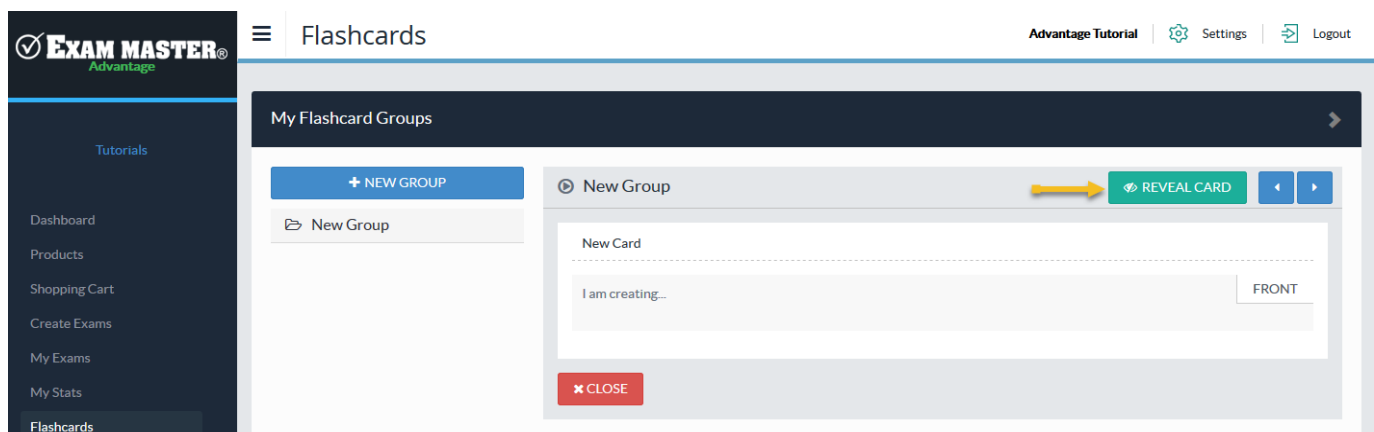 EXAM MASTER®
Advantage
Flashcards
Advantage Tutorial
Settings
Logout
Tutorials
Dashboard
Products
Shopping Cart
Create Exams
My Exams
My Stats
Flashcards
My Flashcard Groups
+ NEW GROUP
New Group
New Group
REVEAL CARD
New Card
I am creating...
FRONT
CLOSE